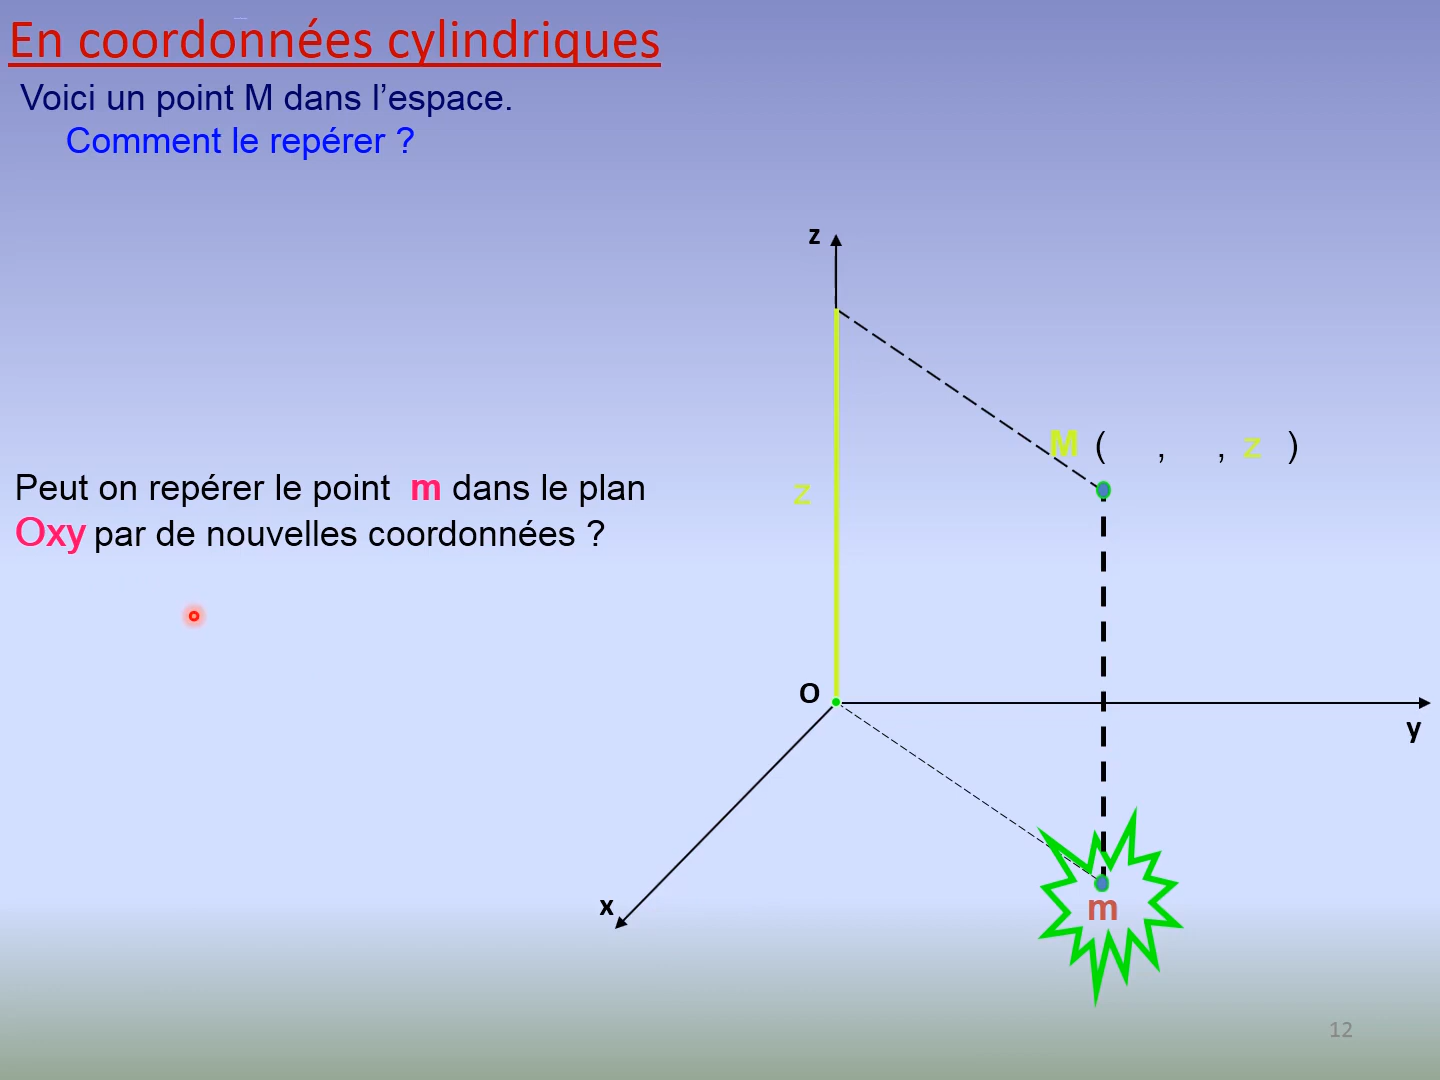 En coordonnées cylindriques
Voici un point M dans l’espace.
Comment le repérer ?
z
M ( , , z )
Peut on repérer le point m dans le plan
z
Oxy par de nouvelles coordonnées ?
O
y
x
m
12